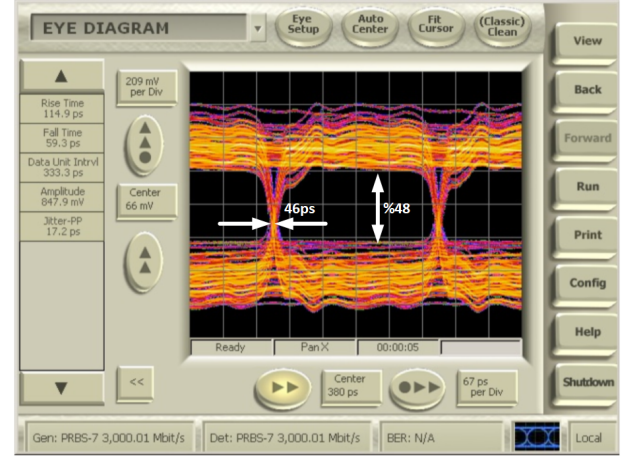 EYE DIAGRAM
Eye
Setup
Auto
Center
Fit
Cursor
(Classic)
Clean
View
Back
Forward
Run
Print
Config
Help
Shutdown
Rise Time
114.9 ps
Fall Time
59.3 ps
Data Unit Intrvl
333.3 ps
Amplitude
847.9 mV
Jitter-PP
17.2 ps
209 mV
per Div
Center
66 mV
<<
46ps
%48
Ready
Pan X
00:00:05
Center
380 ps
67 ps
per Div
Gen: PRBS-7 3,000.01 Mbit/s
Det: PRBS-7 3,000.01 Mbit/s
BER: N/A
Local